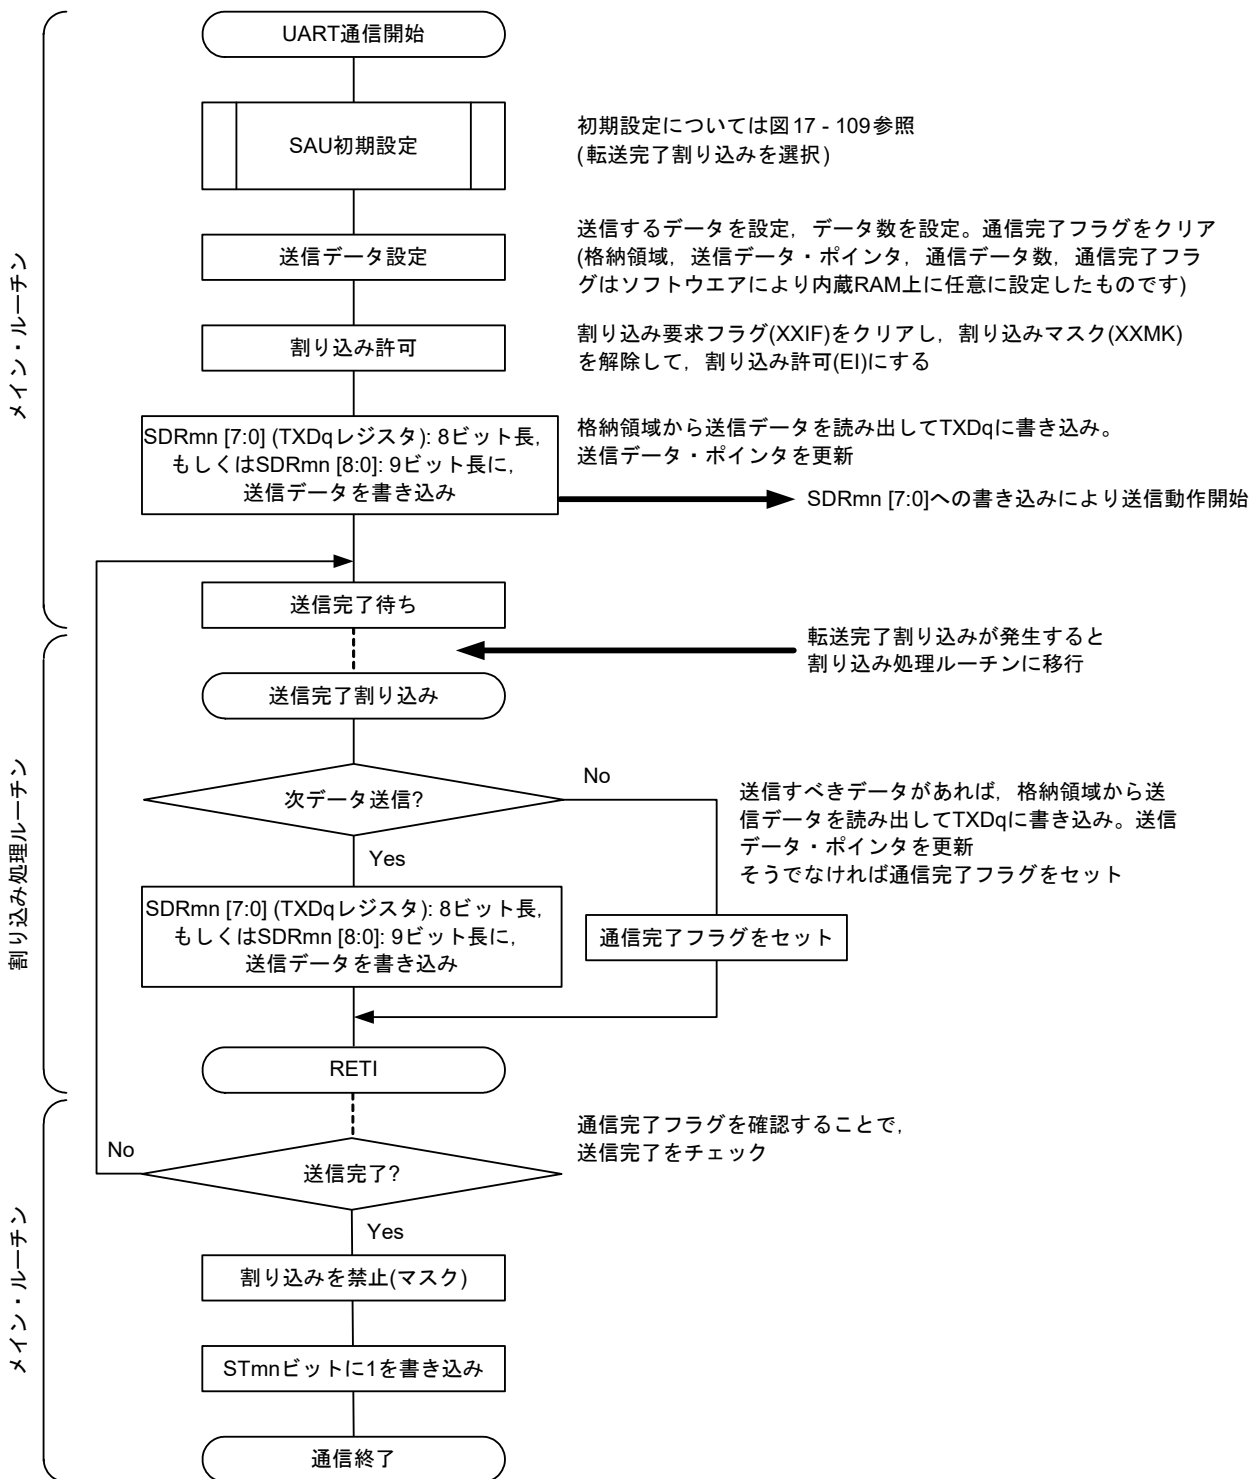 UART通信開始
SAU初期設定
初期設定については図17 - 109参照
(転送完了割り込みを選択)
送信データ設定
送信するデータを設定，データ数を設定。通信完了フラグをクリア
(格納領域，送信データ・ポインタ，通信データ数，通信完了フラ
グはソフトウエアにより内蔵RAM上に任意に設定したものです)
割り込み許可
割り込み要求フラグ(XXIF)をクリアし，割り込みマスク(XXMK)
を解除して，割り込み許可(EI)にする
メイン・ルーチン
SDRmn [7:0] (TXDqレジスタ): 8ビット長,
もしくはSDRmn [8:0]: 9ビット長に,
送信データを書き込み
格納領域から送信データを読み出してTXDqに書き込み。
送信データ・ポインタを更新
SDRmn [7:0]への書き込みにより送信動作開始
送信完了待ち
転送完了割り込みが発生すると
割り込み処理ルーチンに移行
送信完了割り込み
次データ送信?
No
Yes
送信すべきデータがあれば，格納領域から送
信データを読み出してTXDqに書き込み。送信
データ・ポインタを更新
そうでなければ通信完了フラグをセット
割り込み処理ルーチン
SDRmn [7:0] (TXDqレジスタ): 8ビット長,
もしくはSDRmn [8:0]: 9ビット長に,
送信データを書き込み
通信完了フラグをセット
RETI
通信完了フラグを確認することで,
送信完了をチェック
No
送信完了?
Yes
メイン・ルーチン
割り込みを禁止(マスク)
STmnビットに1を書き込み
通信終了